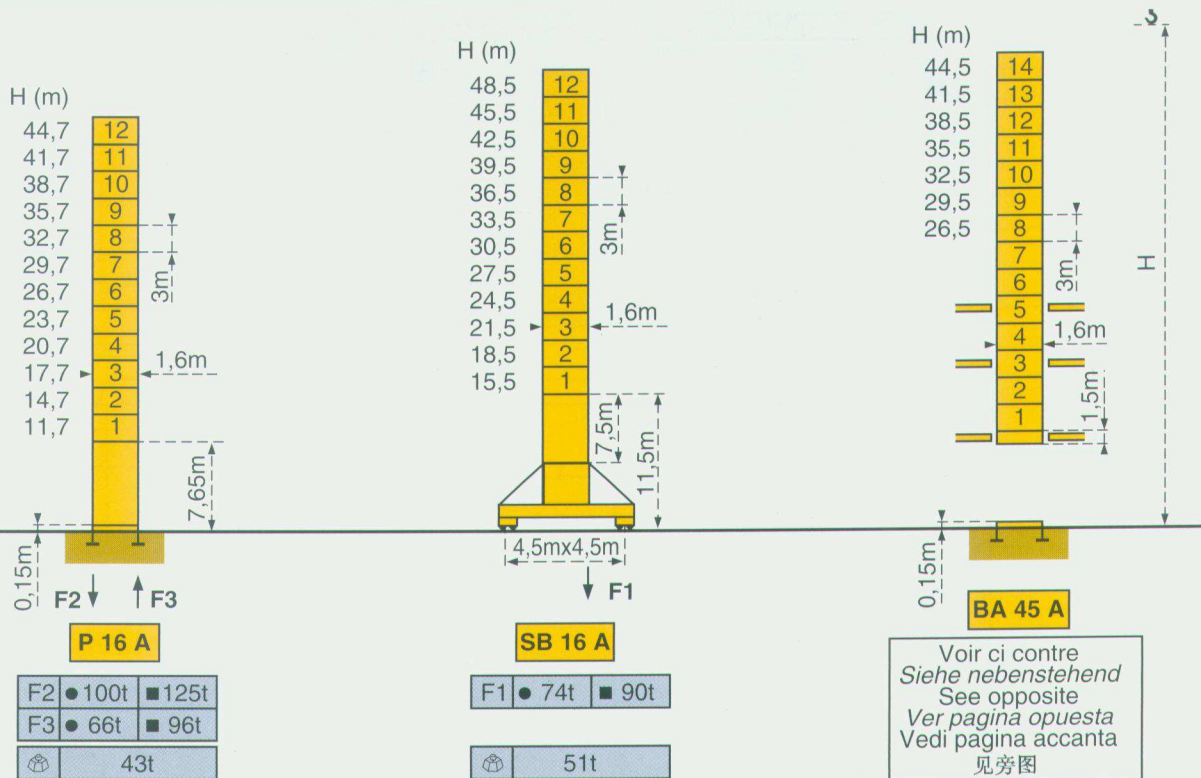 H (m)
44,7 12
41,7 11
38,7 10
35,7 9
32,7 8
29,7 7
26,7 6
23,7 5
20,7 4
17,7 3
14,7 2
11,7 1
3m
1,6m
7,65m
0,15m
F2 F3
P 16 A
F2 ● 100t ■ 125t
F3 ● 66t ■ 96t
43t
H (m)
48,5 12
45,5 11
42,5 10
39,5 9
36,5 8
33,5 7
30,5 6
27,5 5
24,5 4
21,5 3
18,5 2
15,5 1
3m
1,6m
7,5m
11,5m
4,5mx4,5m
F1
SB 16 A
F1 ● 74t ■ 90t
51t
H (m)
44,5 14
41,5 13
38,5 12
35,5 11
32,5 10
29,5 9
26,5 8
7
6
5
4
3
2
1
3m
1,6m
1,5m
H
0,15m
BA 45 A
Voir ci contre
Siehe nebenstehend
See opposite
Ver pagina opuesta
Vedi pagina accanta
见旁图